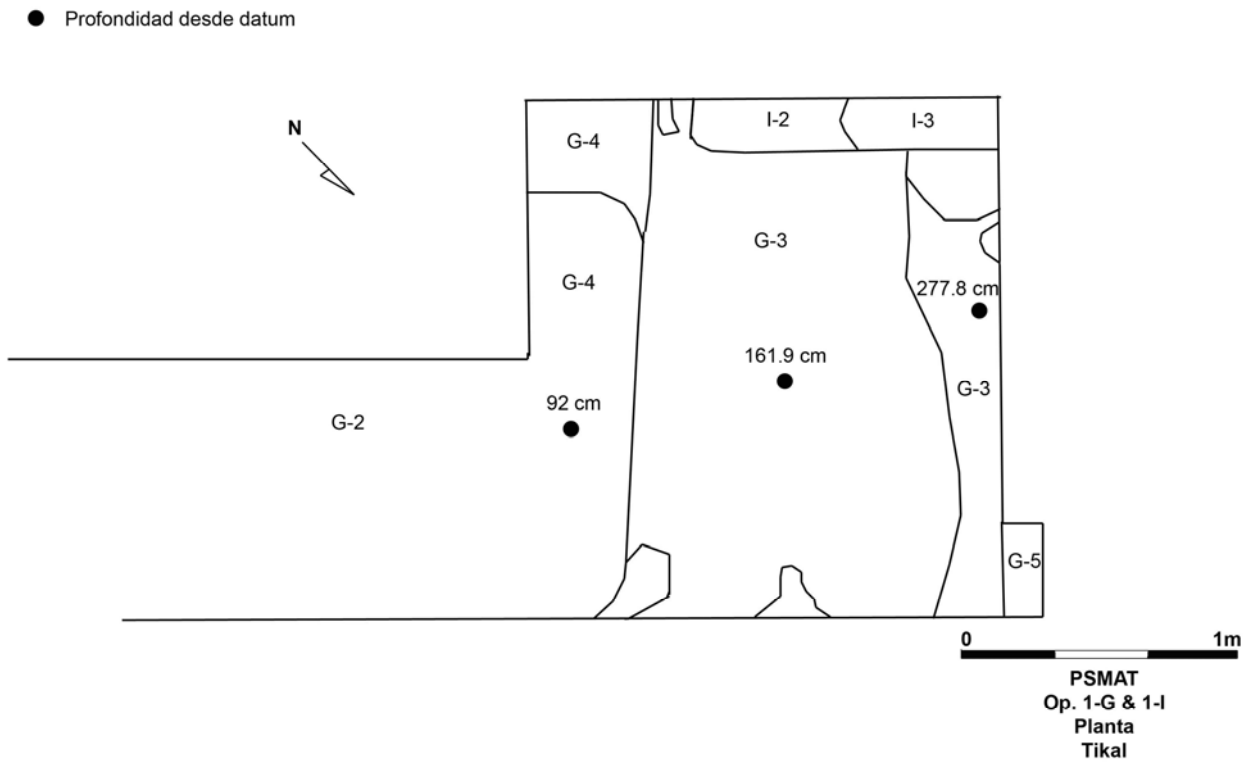 Profondidad desde datum
N
G-4
I-2
I-3
G-3
G-4
277.8 cm
161.9 cm
G-3
92 cm
G-2
G-5
0 1m
PSMAT
Op. 1-G & 1-I
Planta
Tikal